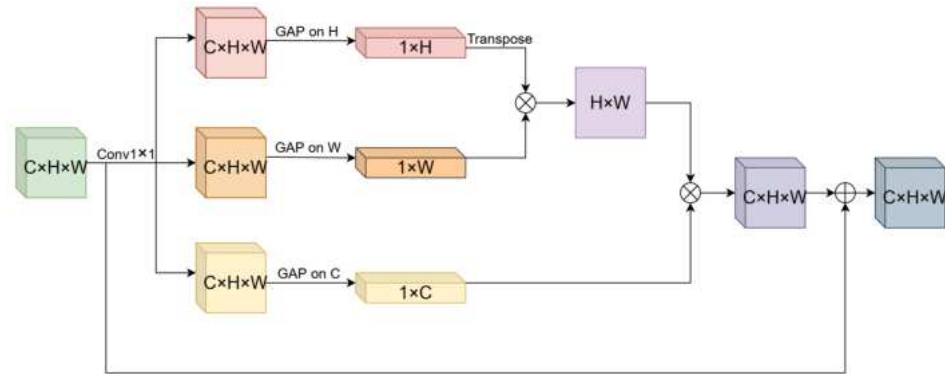 C×H×W
GAP on H
1×H
Transpose
H×W
C×H×W
Conv1×1
C×H×W
GAP on W
1×W
C×H×W
C×H×W
C×H×W
GAP on C
1×C